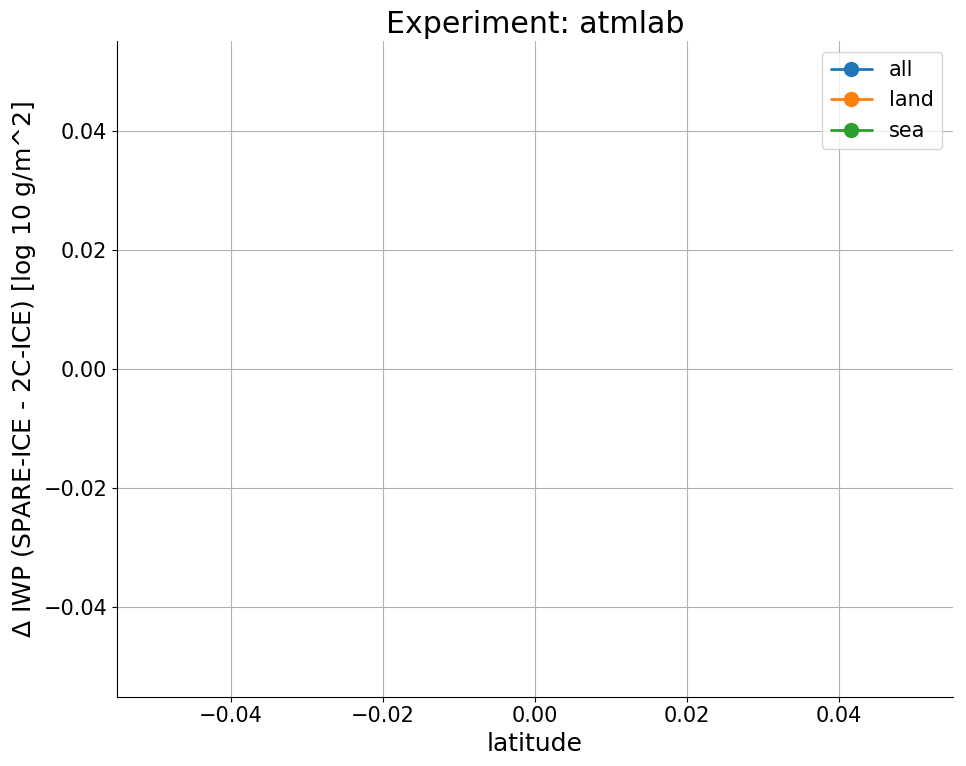 Experiment: atmlab
all
land
sea
Δ IWP (SPARE-ICE - 2C-ICE) [log 10 g/m^2]
0.04
0.02
0.00
−0.02
−0.04
−0.04 −0.02 0.00 0.02 0.04
latitude